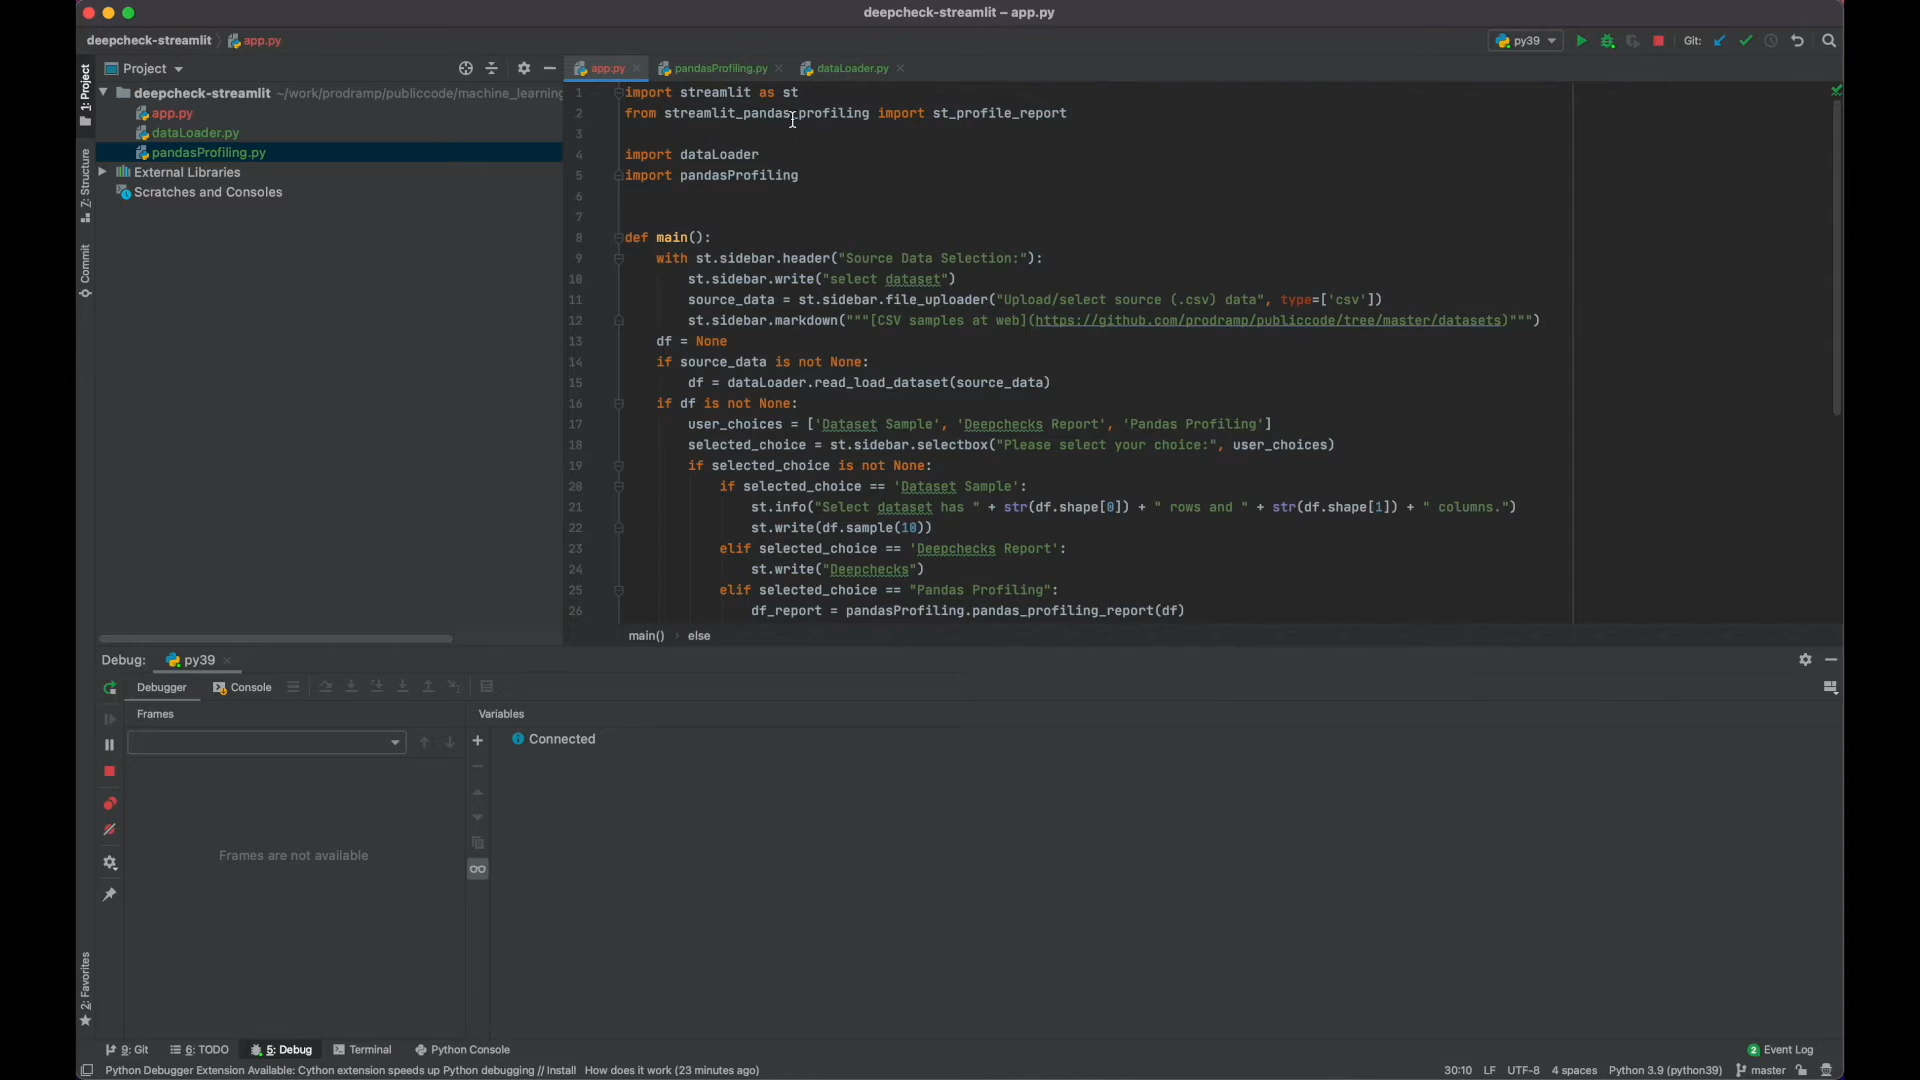 deepcheck-streamlit – app.py
deepcheck-streamlit app.py
py39
Git:
1: Project
Z: Structure
Commit
2: Favorites
Project
deepcheck-streamlit ~/work/prodramp/publiccode/machine_learning
app.py
dataLoader.py
pandasProfiling.py
External Libraries
Scratches and Consoles
app.py pandasProfiling.py dataLoader.py
1 import streamlit as st
2 from streamlit_pandas_profiling import st_profile_report
3
4 import dataLoader
5 import pandasProfiling
6
7
8 def main():
9 with st.sidebar.header("Source Data Selection:"):
10 st.sidebar.write("select dataset")
11 source_data = st.sidebar.file_uploader("Upload/select source (.csv) data", type=['csv'])
12 st.sidebar.markdown("""[CSV samples at web](https://github.com/prodramp/publiccode/tree/master/datasets)""")
13 df = None
14 if source_data is not None:
15 df = dataLoader.read_load_dataset(source_data)
16 if df is not None:
17 user_choices = ['Dataset Sample', 'Deepchecks Report', 'Pandas Profiling']
18 selected_choice = st.sidebar.selectbox("Please select your choice:", user_choices)
19 if selected_choice is not None:
20 if selected_choice == 'Dataset Sample':
21 st.info("Select dataset has " + str(df.shape[0]) + " rows and " + str(df.shape[1]) + " columns.")
22 st.write(df.sample(10))
23 elif selected_choice == 'Deepchecks Report':
24 st.write("Deepchecks")
25 elif selected_choice == "Pandas Profiling":
26 df_report = pandasProfiling.pandas_profiling_report(df)
main() › else
Debug: py39
Debugger Console
Frames
Variables
Connected
Frames are not available
9: Git 6: TODO 5: Debug Terminal Python Console
2 Event Log
Python Debugger Extension Available: Cython extension speeds up Python debugging // Install How does it work (23 minutes ago)
30:10 LF UTF-8 4 spaces Python 3.9 (python39) master